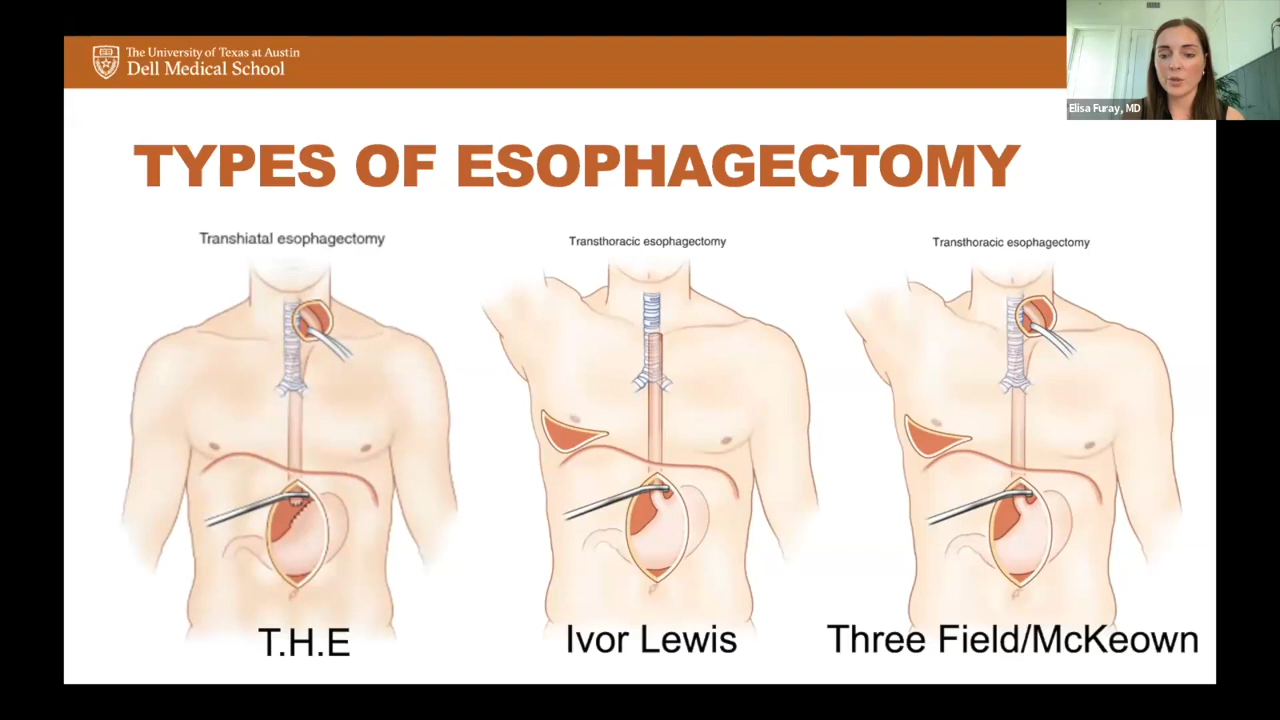 The University of Texas at Austin
Dell Medical School
Elisa Furay, MD
TYPES OF ESOPHAGECTOMY
Transhiatal esophagectomy
Transthoracic esophagectomy
Transthoracic esophagectomy
T.H.E
Ivor Lewis
Three Field/McKeown